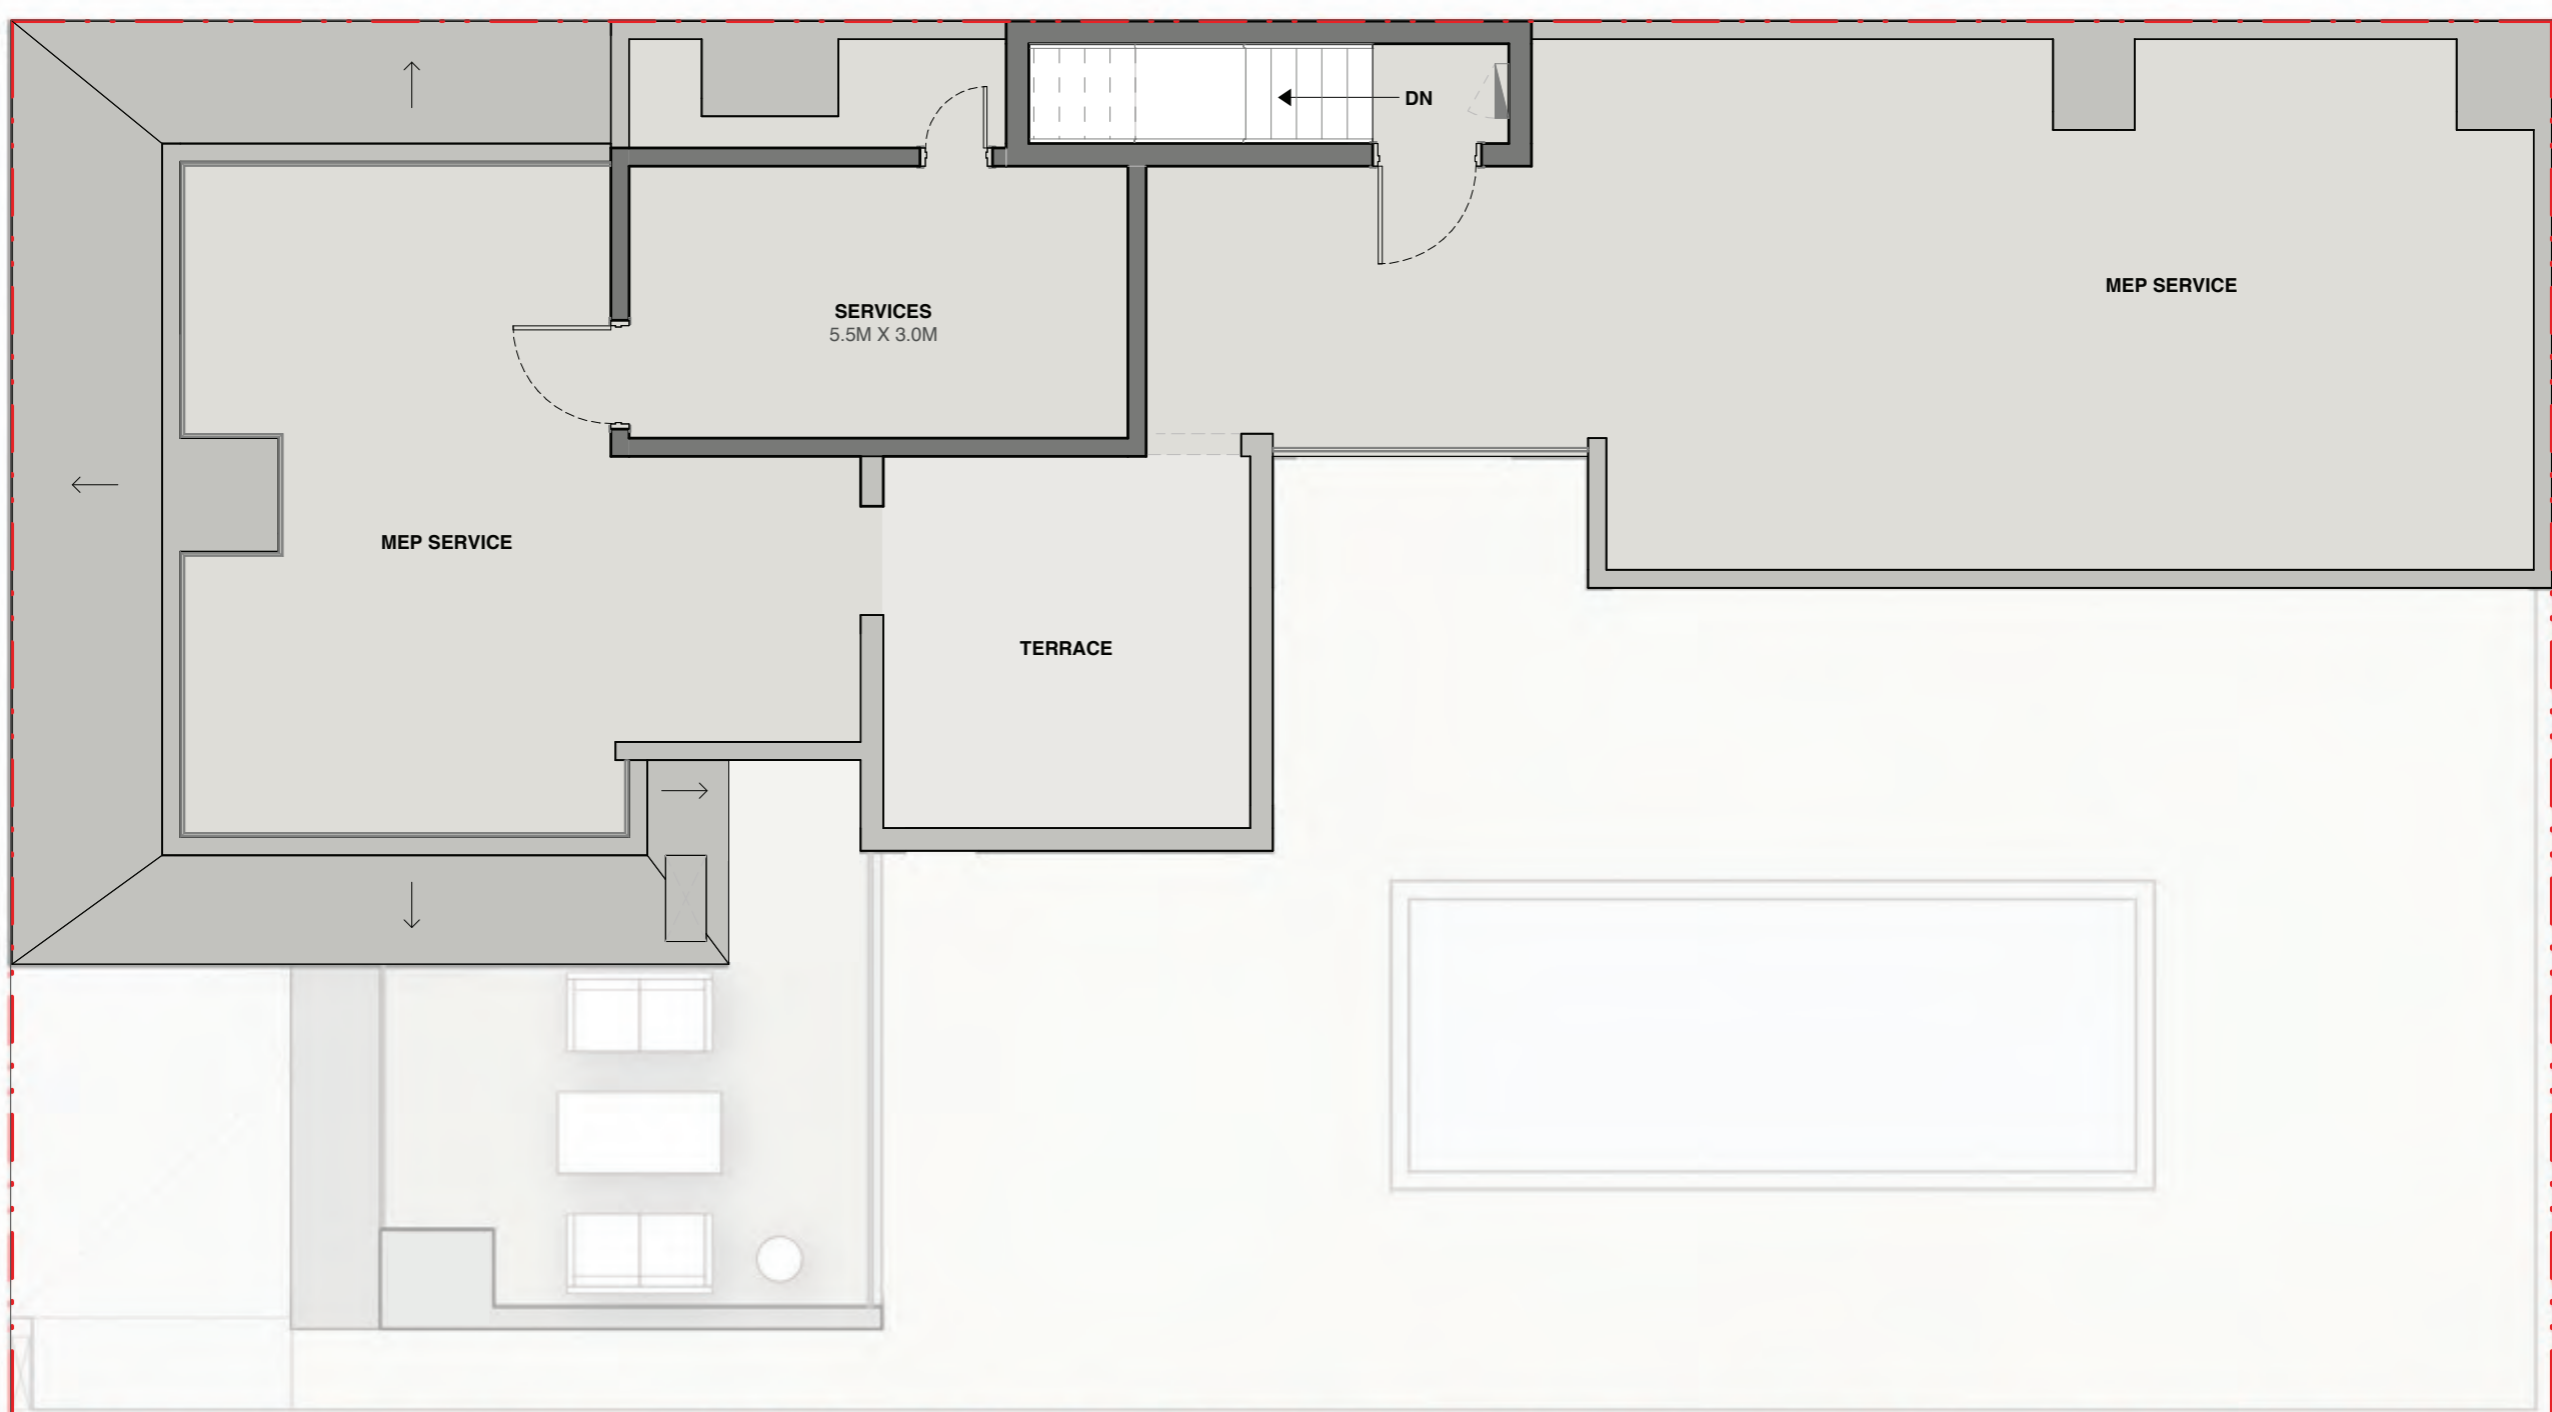 DN
MEP SERVICE
SERVICES
5.5M X 3.0M
MEP SERVICE
TERRACE